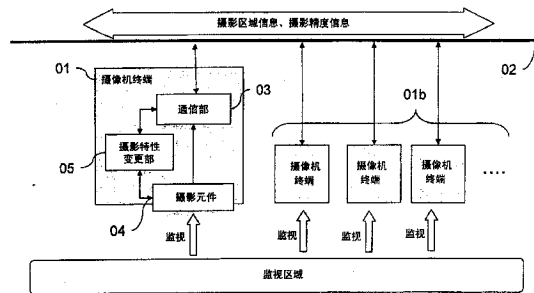 摄影区域信息、摄影精度信息
01
摄像机终端
02
通信部
03
01b
05
摄影特性
变更部
摄像机
终端
摄像机
终端
摄像机
终端
....
摄影元件
04
监视
监视
监视
监视
监视区域